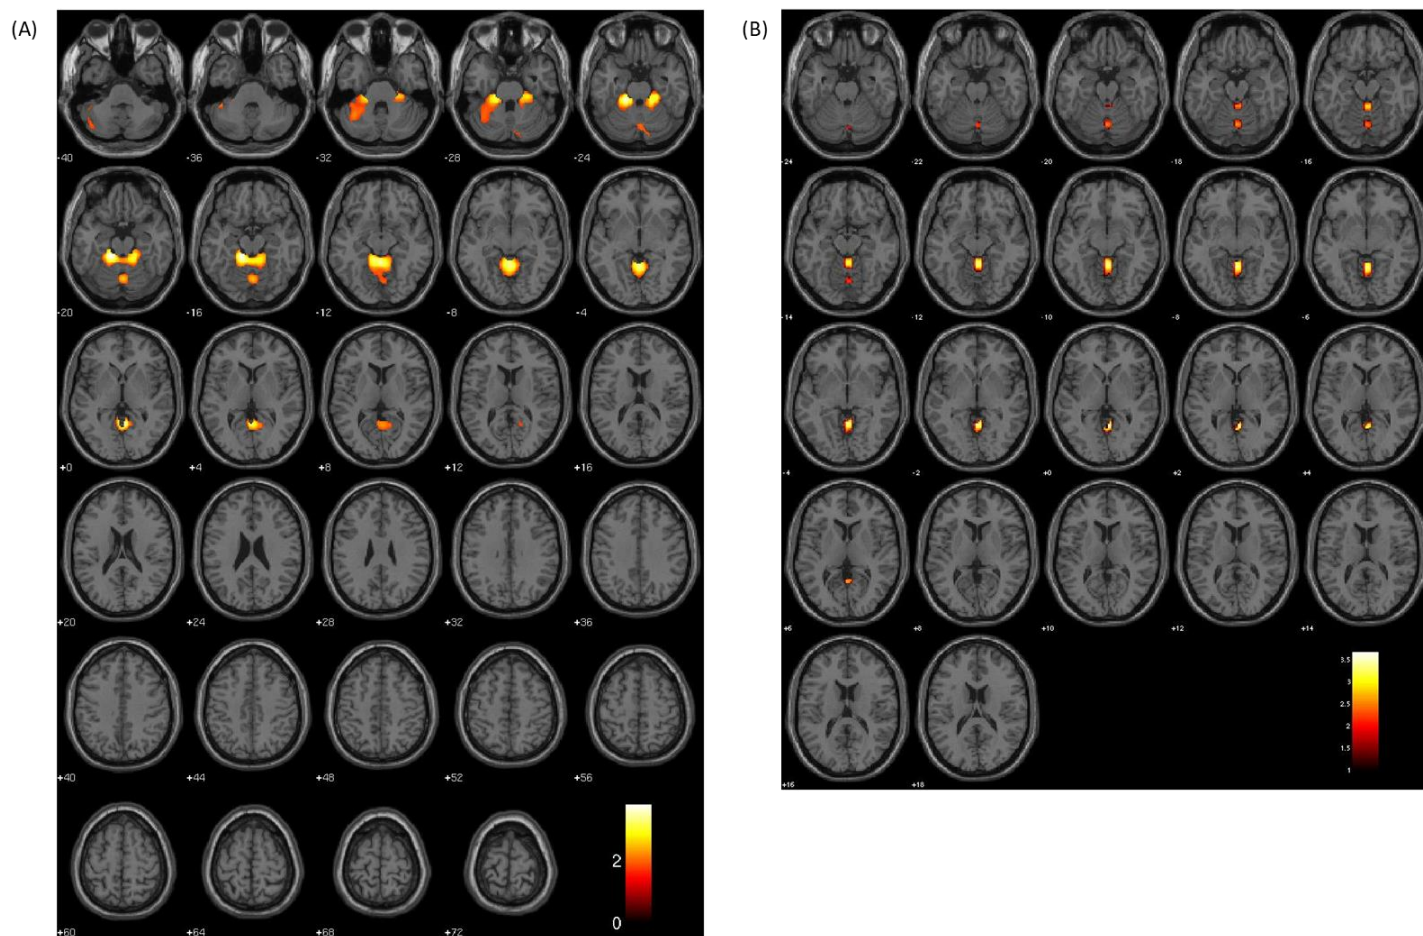 (A)
(B)
-40 -36 -32 -28 -24
-20 -16 -12 -8 -4
+0 +4 +8 +12 +16
+20 +24 +28 +32 +36
+40 +44 +48 +52 +56
+60 +64 +68 +72
2
0
-24 -22 -20 -18 -16
-14 -12 -10 -8 -6
-4 -2 +0 +2 +4
+6 +8 +10 +12 +14
+16 +18
3.5
3
2.5
2
1.5
1